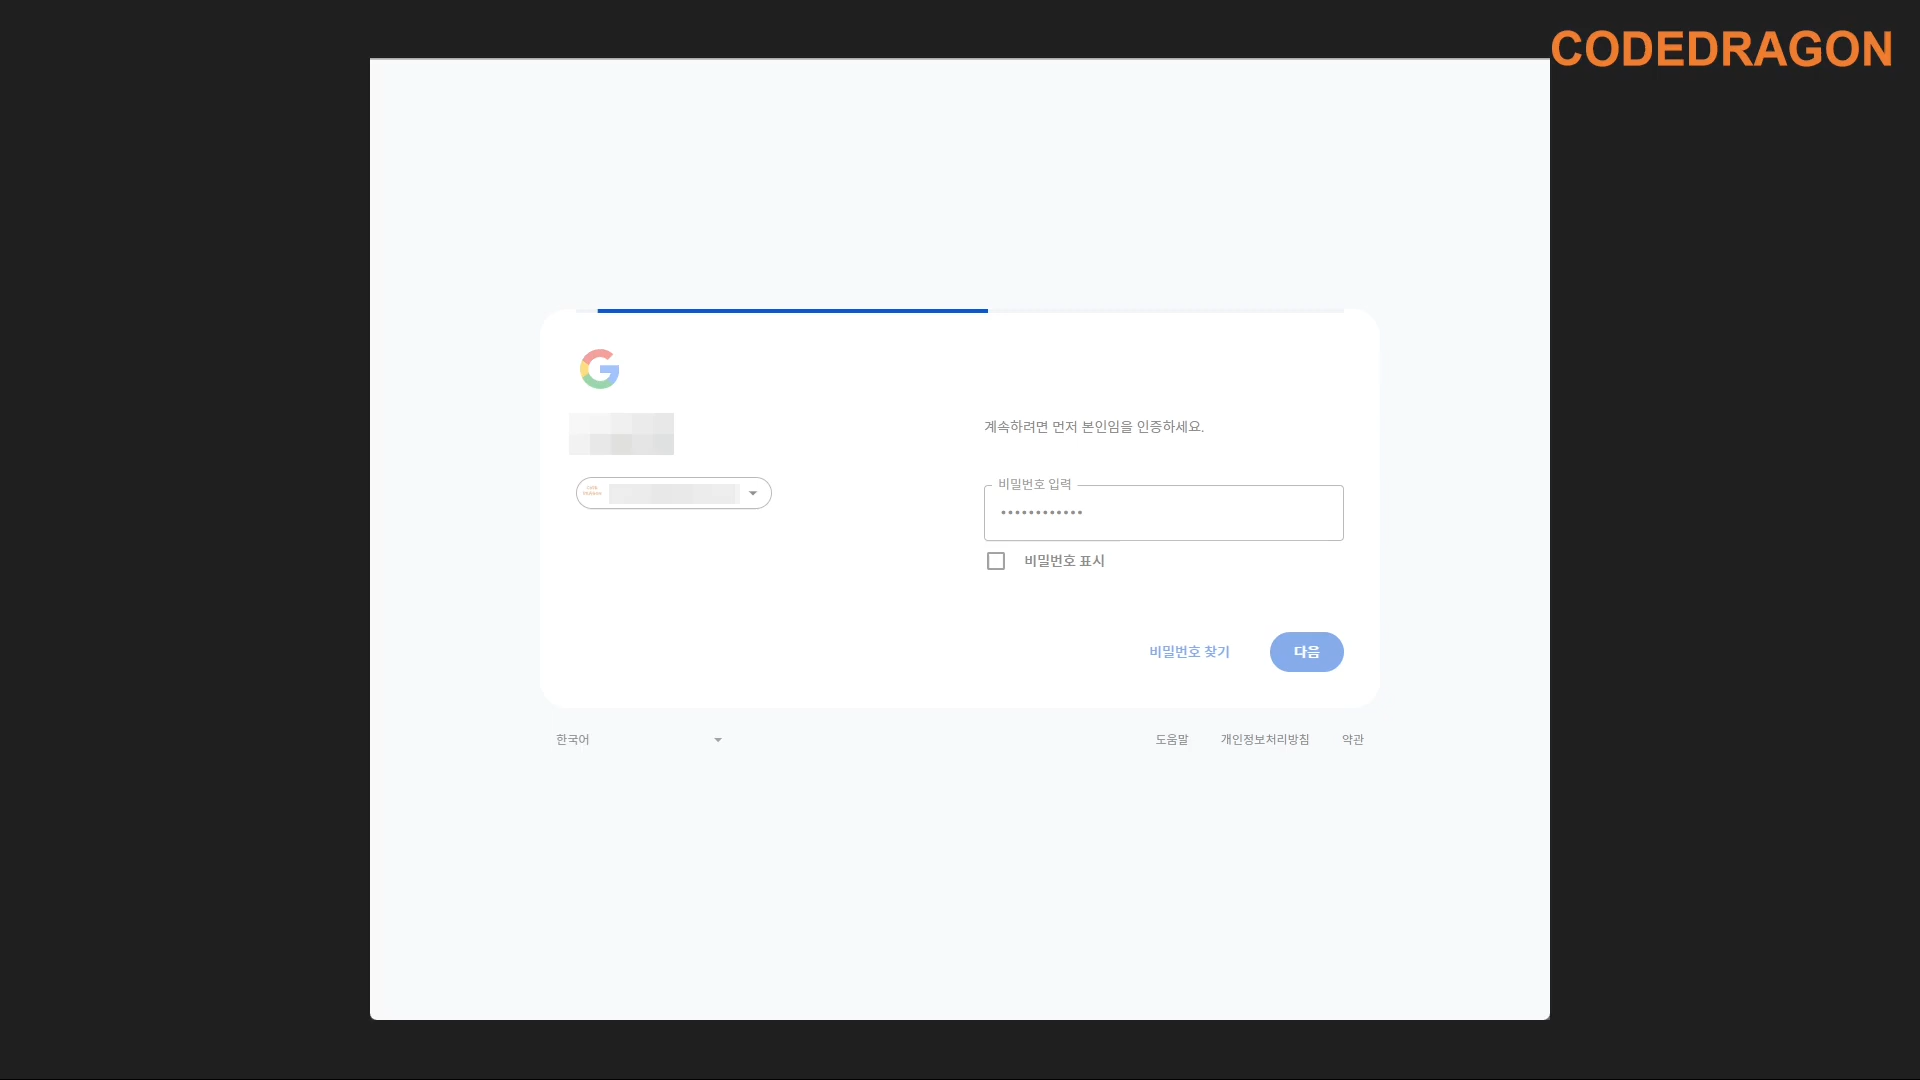 CODEDRAGON
계속하려면 먼저 본인임을 인증하세요.
비밀번호 입력
••••••••••••
비밀번호 표시
비밀번호 찾기
다음
한국어
도움말 개인정보처리방침 약관